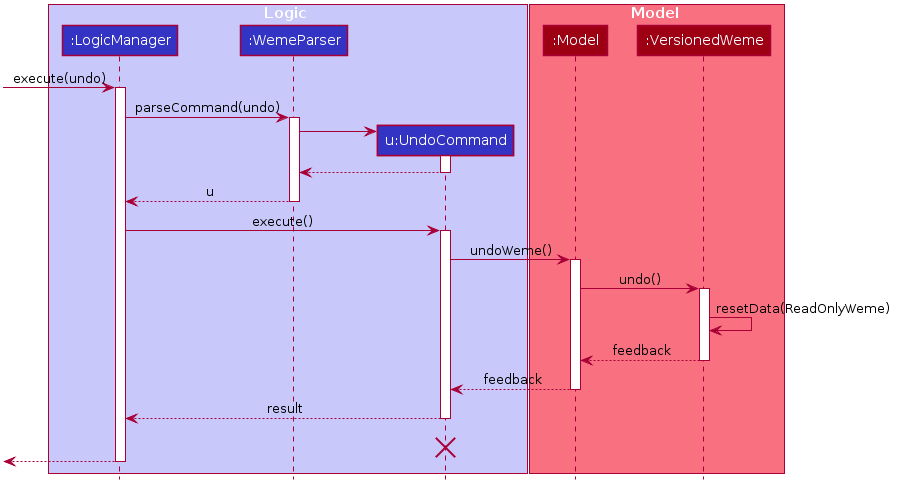 Logic
Model
:LogicManager
:WemeParser
:Model
:VersionedWeme
execute(undo)
parseCommand(undo)
u:UndoCommand
u
execute()
undoWeme()
undo()
resetData(ReadOnlyWeme)
feedback
feedback
result